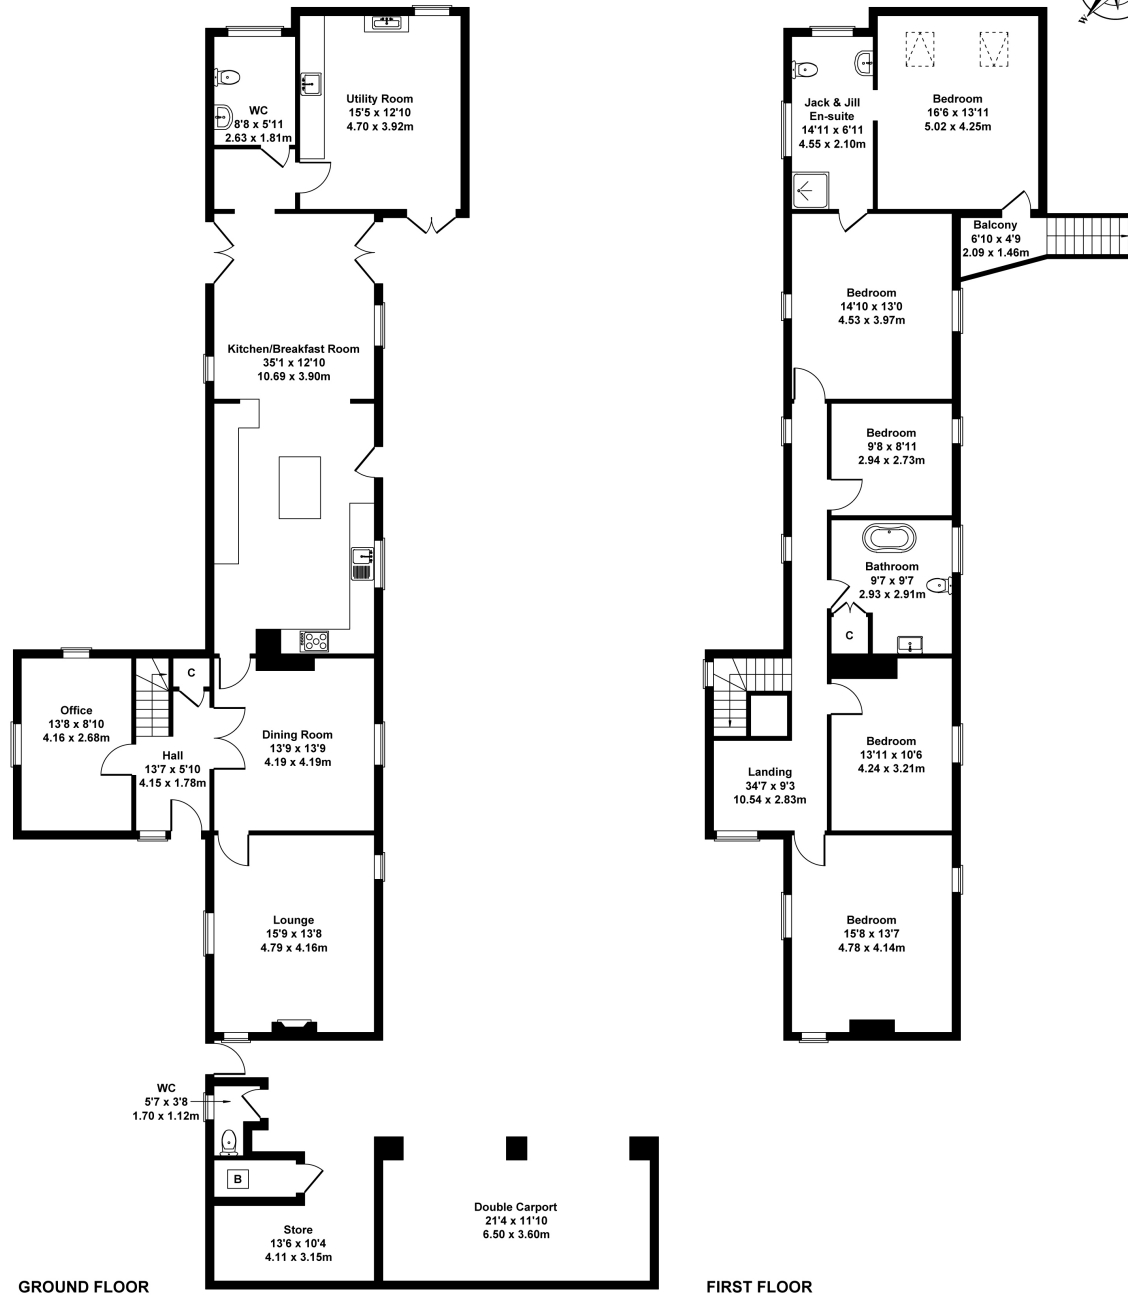 W
Utility Room
15'5 x 12'10
4.70 x 3.92m
WC
8'8 x 5'11
2.63 x 1.81m
Kitchen/Breakfast Room
35'1 x 12'10
10.69 x 3.90m
C
Office
13'8 x 8'10
4.16 x 2.68m
Hall
13'7 x 5'10
4.15 x 1.78m
Dining Room
13'9 x 13'9
4.19 x 4.19m
Lounge
15'9 x 13'8
4.79 x 4.16m
WC
5'7 x 3'8
1.70 x 1.12m
B
Store
13'6 x 10'4
4.11 x 3.15m
Double Carport
21'4 x 11'10
6.50 x 3.60m
GROUND FLOOR
Jack & Jill
En-suite
14'11 x 6'11
4.55 x 2.10m
Bedroom
16'6 x 13'11
5.02 x 4.25m
Balcony
6'10 x 4'9
2.09 x 1.46m
Bedroom
14'10 x 13'0
4.53 x 3.97m
Bedroom
9'8 x 8'11
2.94 x 2.73m
Bathroom
9'7 x 9'7
2.93 x 2.91m
C
Bedroom
13'11 x 10'6
4.24 x 3.21m
Landing
34'7 x 9'3
10.54 x 2.83m
Bedroom
15'8 x 13'7
4.78 x 4.14m
FIRST FLOOR